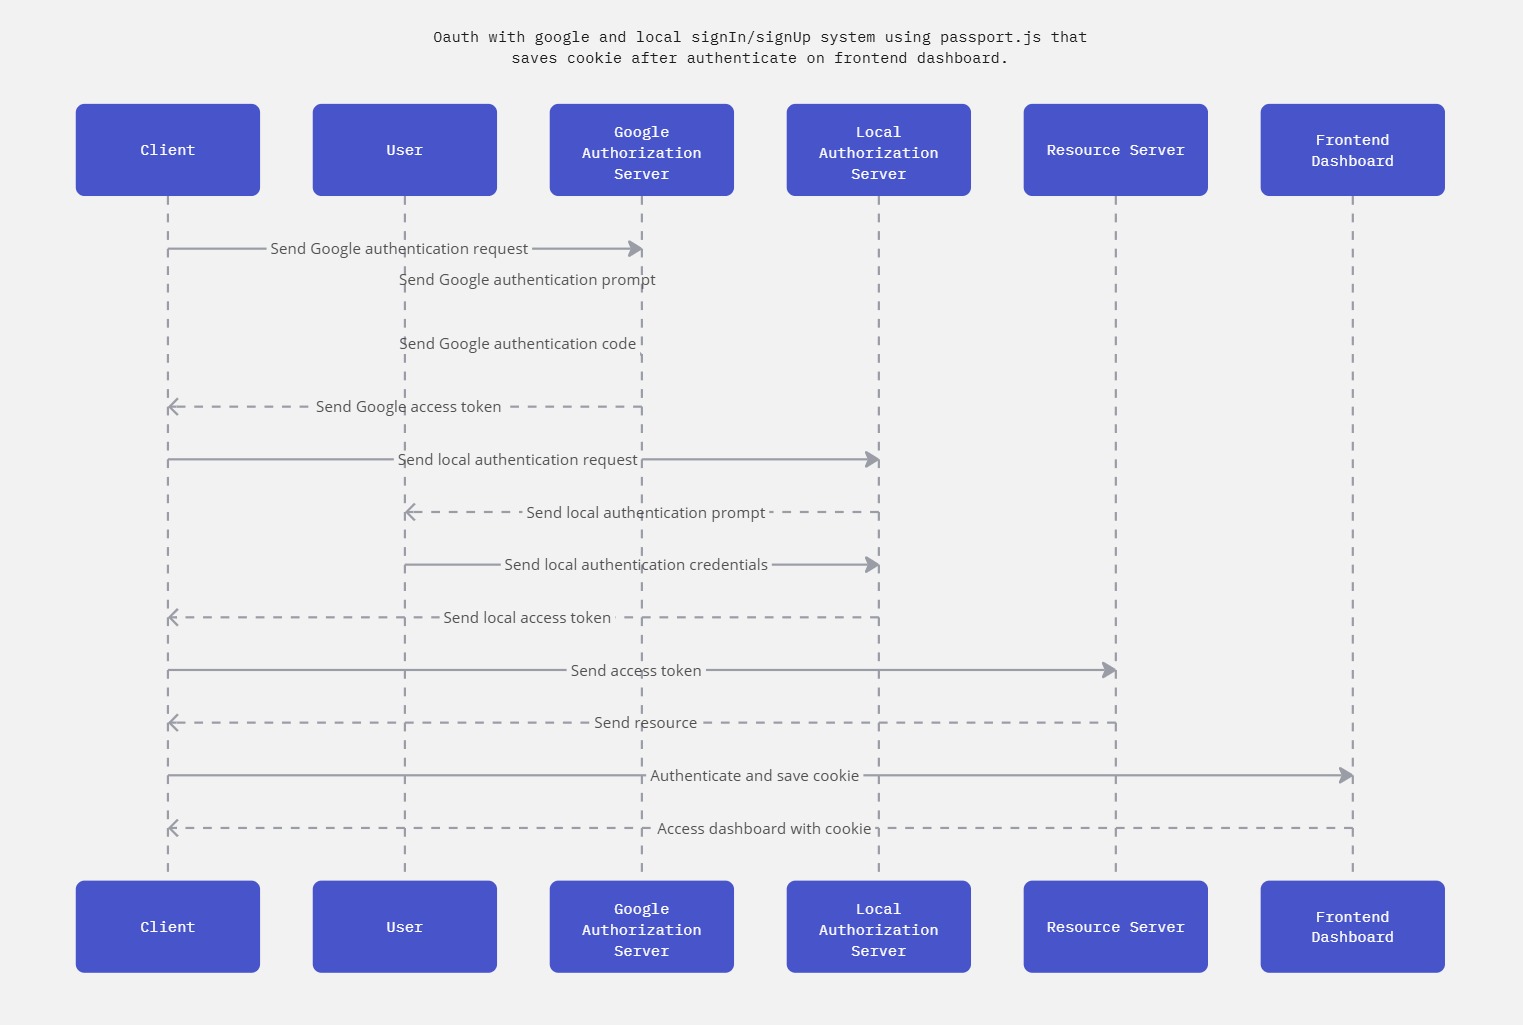 Oauth with google and local signIn/signUp system using passport.js that
saves cookie after authenticate on frontend dashboard.
Client
User
Google
Authorization
Server
Local
Authorization
Server
Resource Server
Frontend
Dashboard
Send Google authentication request
Send Google authentication prompt
Send Google authentication code
Send Google access token
Send local authentication request
Send local authentication prompt
Send local authentication credentials
Send local access token
Send access token
Send resource
Authenticate and save cookie
Access dashboard with cookie
Client
User
Google
Authorization
Server
Local
Authorization
Server
Resource Server
Frontend
Dashboard